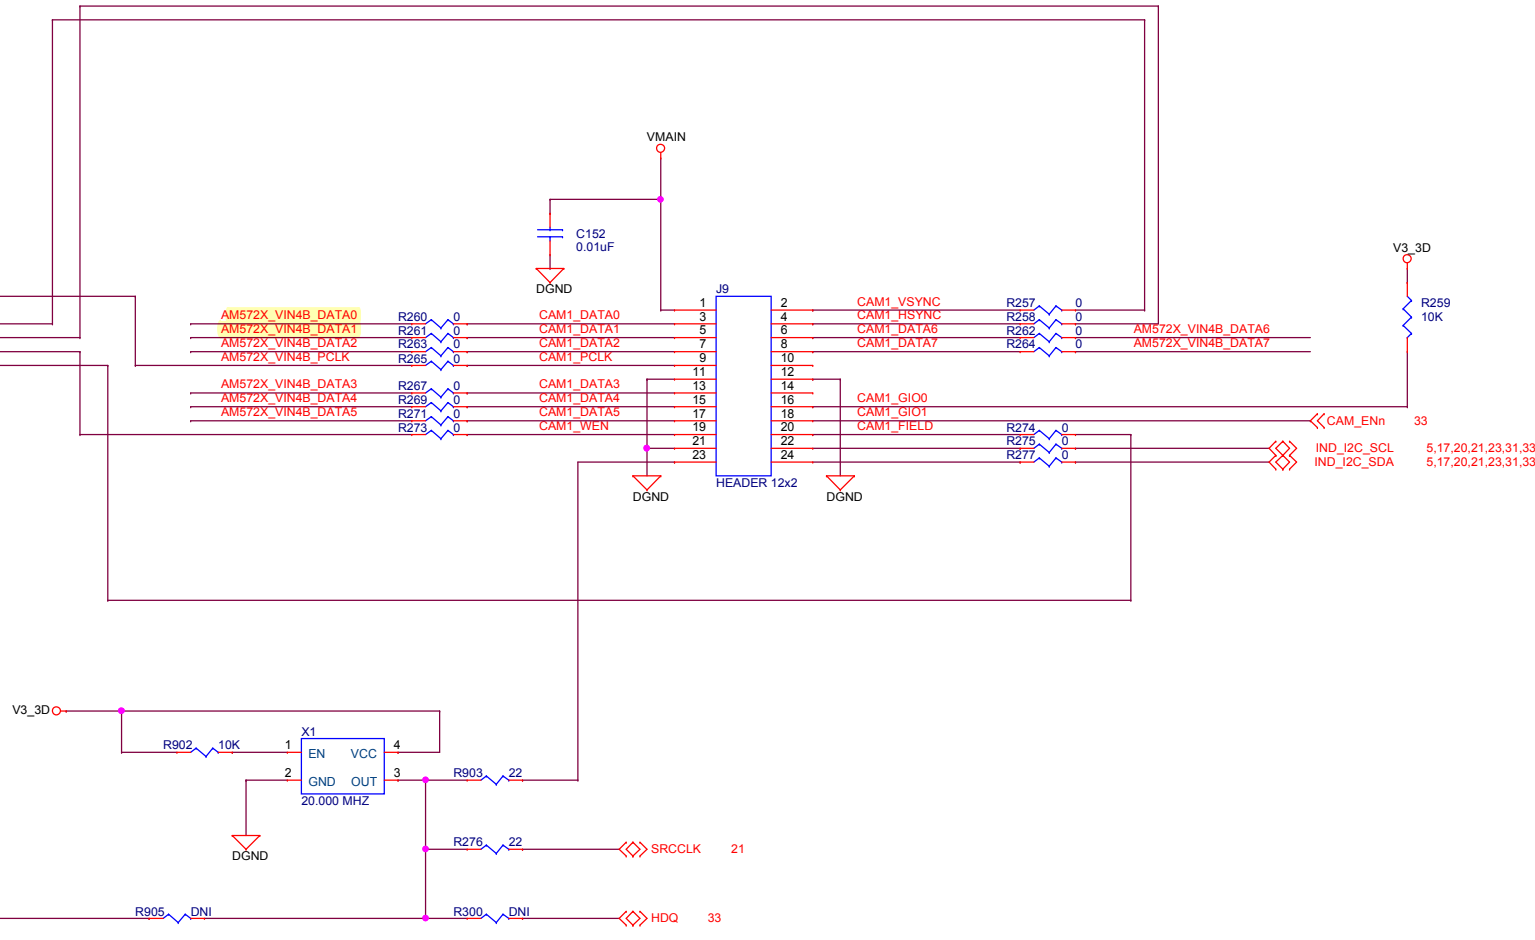 VMAIN
C152
0.01uF
DGND
V3_3D
R259
10K
J9
1 2 CAM1_VSYNC R257 0
AM572X_VIN4B_DATA0 R260 0 CAM1_DATA0 3 4 CAM1_HSYNC R258 0
AM572X_VIN4B_DATA1 R261 0 CAM1_DATA1 5 6 CAM1_DATA6 R262 0 AM572X_VIN4B_DATA6
AM572X_VIN4B_DATA2 R263 0 CAM1_DATA2 7 8 CAM1_DATA7 R264 0 AM572X_VIN4B_DATA7
AM572X_VIN4B_PCLK R265 0 CAM1_PCLK 9 10
11 12
AM572X_VIN4B_DATA3 R267 0 CAM1_DATA3 13 14
AM572X_VIN4B_DATA4 R269 0 CAM1_DATA4 15 16 CAM1_GIO0
AM572X_VIN4B_DATA5 R271 0 CAM1_DATA5 17 18 CAM1_GIO1 CAM_ENn 33
R273 0 CAM1_WEN 19 20 CAM1_FIELD R274 0
21 22 R275 0 IND_I2C_SCL 5,17,20,21,23,31,33
23 24 R277 0 IND_I2C_SDA 5,17,20,21,23,31,33
HEADER 12x2
DGND DGND
V3_3D
X1
R902 10K 1 EN VCC 4
2 GND OUT 3 R903 22
20.000 MHZ
DGND
R276 22 SRCCLK 21
R905 DNI R300 DNI HDQ 33